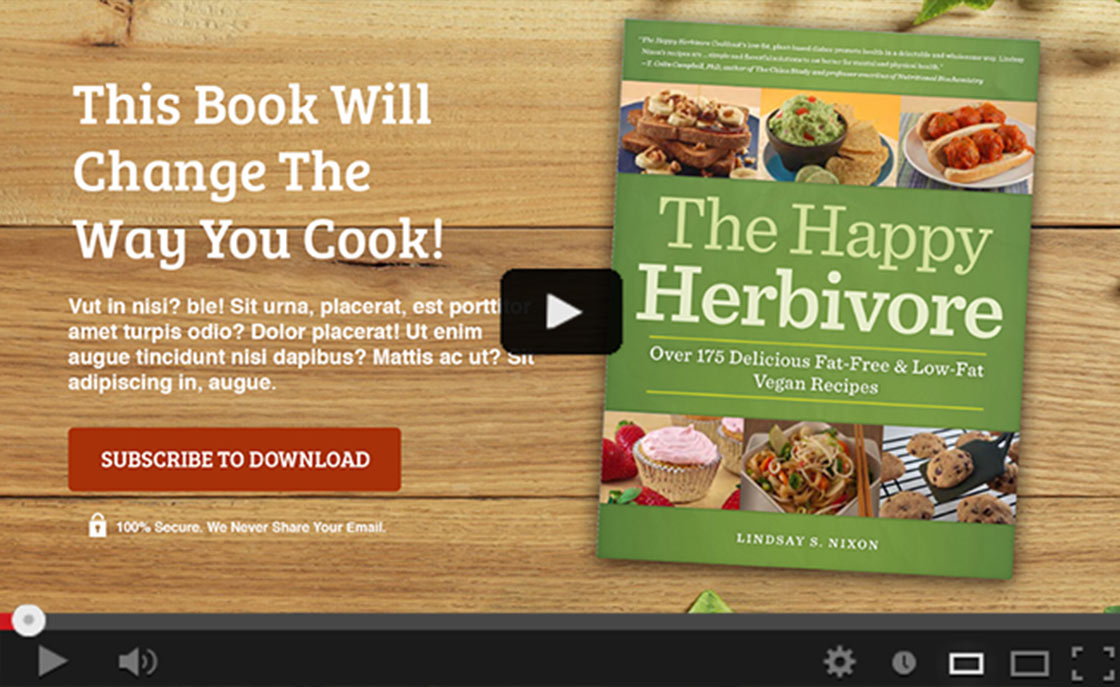 This Book Will
Change The
Way You Cook!
Vut in nisi? ble! Sit urna, placerat, est porttitor
amet turpis odio? Dolor placerat! Ut enim
augue tincidunt nisi dapibus? Mattis ac ut? Sit
adipiscing in, augue.
SUBSCRIBE TO DOWNLOAD
100% Secure. We Never Share Your Email.
"The Happy Herbivore Cookbook's low-fat, plant-based dishes promote health in a delectable and wholesome way. Lindsay
Nixon's recipes are ... simple and flavorful solutions to
mental and physical health."
—T. Colin Campbell, PhD, author of The China Study and professor emeritus of Nutritional Biochemistry
The Happy
Herbivore
Over 175 Delicious Fat-Free & Low-Fat
Vegan Recipes
LINDSAY S. NIXON